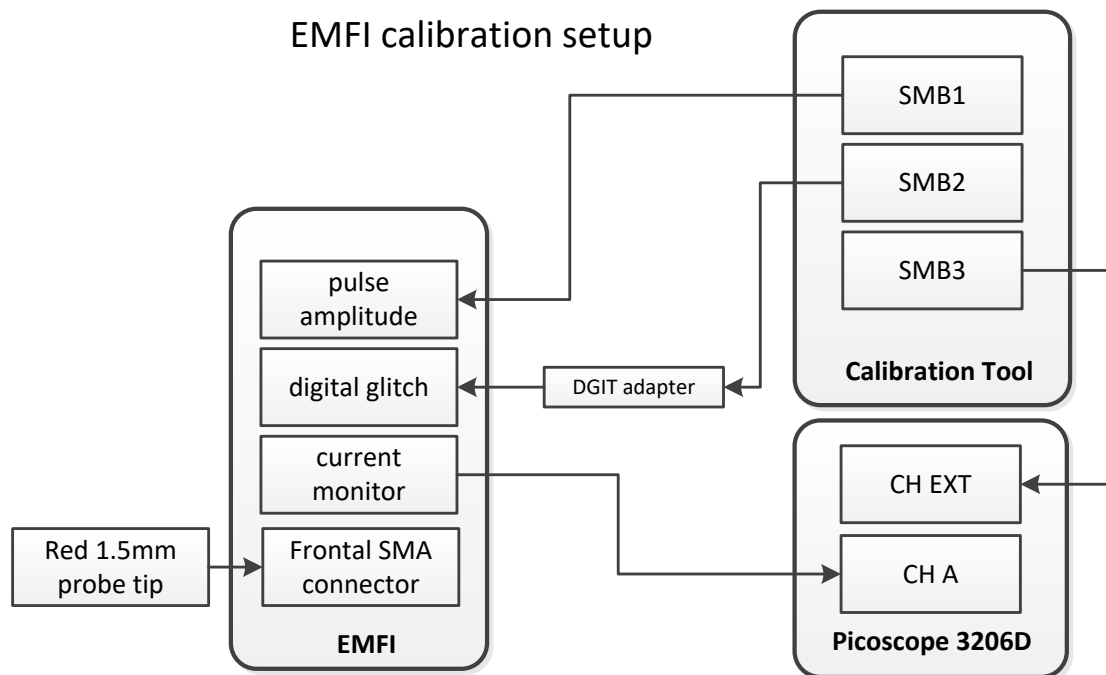 EMFI calibration setup
SMB1
SMB2
SMB3
Calibration Tool
pulse
amplitude
digital glitch
DGIT adapter
current
monitor
Red 1.5mm
probe tip
Frontal SMA
connector
EMFI
CH EXT
CH A
Picoscope 3206D